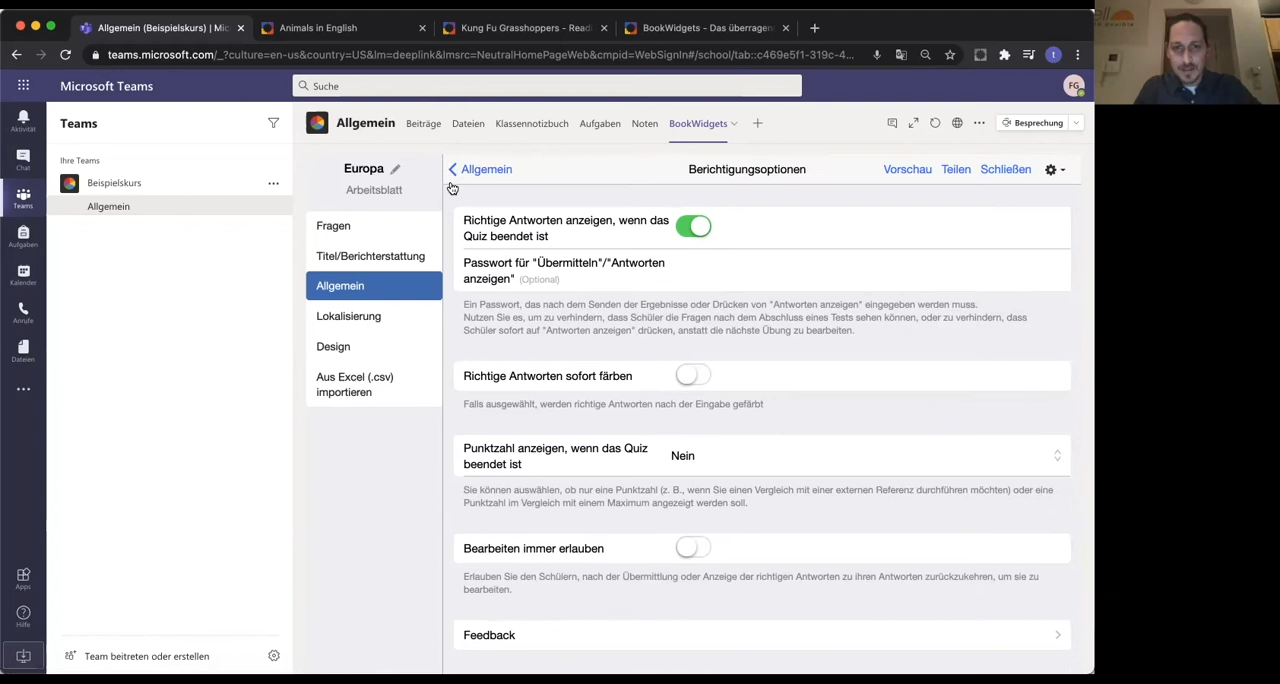 Allgemein (Beispielskurs) | Mic
Animals in English
Kung Fu Grasshoppers - Readi
BookWidgets - Das überragen
teams.microsoft.com/_?culture=en-us&country=US&lm=deeplink&lmsrc=NeutralHomePageWeb&cmpid=WebSignIn#/school/tab::c469e5f1-319c-4...
t
Microsoft Teams
Suche
FG
Aktivität
Chat
Teams
Aufgaben
Kalender
Anrufe
Dateien
Apps
Hilfe
Teams
Ihre Teams
Beispielskurs
Allgemein
Team beitreten oder erstellen
Allgemein
Beiträge
Dateien
Klassennotizbuch
Aufgaben
Noten
BookWidgets
Besprechung
Europa
Arbeitsblatt
Fragen
Titel/Berichterstattung
Allgemein
Lokalisierung
Design
Aus Excel (.csv)
importieren
Allgemein
Berichtigungsoptionen
Vorschau
Teilen
Schließen
Richtige Antworten anzeigen, wenn das
Quiz beendet ist
Passwort für "Übermitteln"/"Antworten
anzeigen" (Optional)
Ein Passwort, das nach dem Senden der Ergebnisse oder Drücken von "Antworten anzeigen" eingegeben werden muss.
Nutzen Sie es, um zu verhindern, dass Schüler die Fragen nach dem Abschluss eines Tests sehen können, oder zu verhindern, dass
Schüler sofort auf "Antworten anzeigen" drücken, anstatt die nächste Übung zu bearbeiten.
Richtige Antworten sofort färben
Falls ausgewählt, werden richtige Antworten nach der Eingabe gefärbt
Punktzahl anzeigen, wenn das Quiz
beendet ist
Nein
Sie können auswählen, ob nur eine Punktzahl (z. B., wenn Sie einen Vergleich mit einer externen Referenz durchführen möchten) oder eine
Punktzahl im Vergleich mit einem Maximum angezeigt werden soll.
Bearbeiten immer erlauben
Erlauben Sie den Schülern, nach der Übermittlung oder Anzeige der richtigen Antworten zu ihren Antworten zurückzukehren, um sie zu
bearbeiten.
Feedback